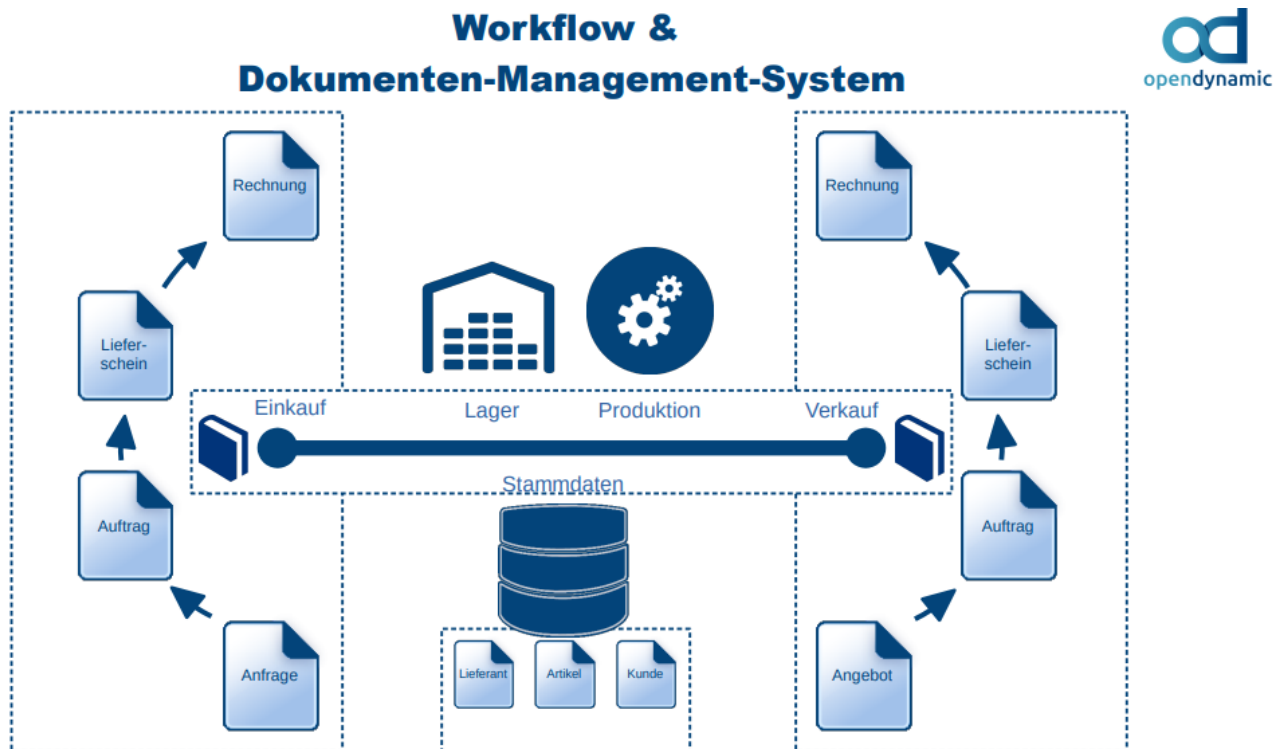 Workflow &
Dokumenten-Management-System
od
opendynamic
Rechnung
Liefer-
schein
Auftrag
Anfrage
Einkauf
Lager
Produktion
Verkauf
Stammdaten
Lieferant
Artikel
Kunde
Rechnung
Liefer-
schein
Auftrag
Angebot